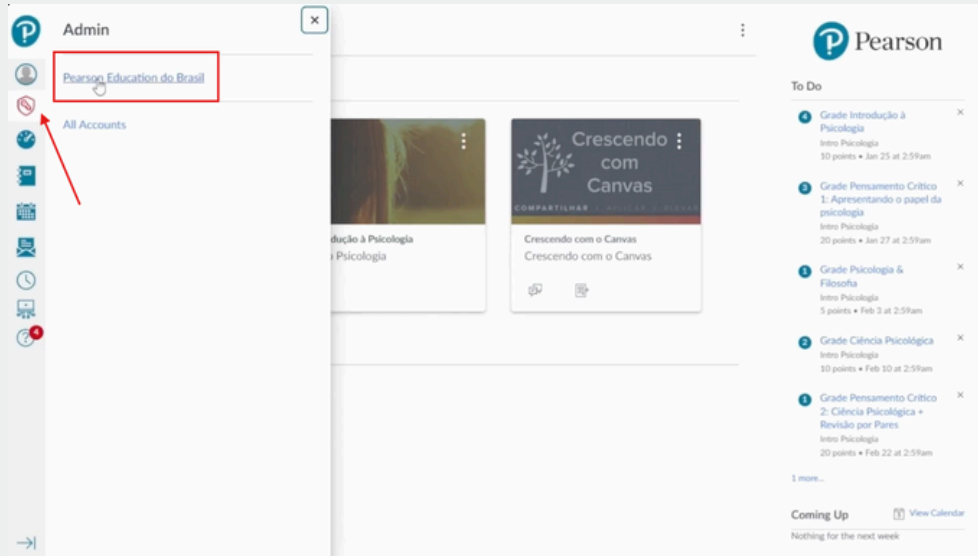 Admin
×
Pearson Education do Brasil
All Accounts
4
dução à Psicologia
Psicologia
Crescendo
com
Canvas
COMPARTILHAR | APLICAR | ELEVAR
Crescendo com o Canvas
Crescendo com o Canvas
Pearson
To Do
4 Grade Introdução à ×
Psicologia
Intro Psicologia
10 points • Jan 25 at 2:59am
3 Grade Pensamento Crítico ×
1: Apresentando o papel da
psicologia
Intro Psicologia
20 points • Jan 27 at 2:59am
1 Grade Psicologia & ×
Filosofia
Intro Psicologia
5 points • Feb 3 at 2:59am
2 Grade Ciência Psicológica ×
Intro Psicologia
10 points • Feb 10 at 2:59am
1 Grade Pensamento Crítico ×
2: Ciência Psicológica +
Revisão por Pares
Intro Psicologia
20 points • Feb 22 at 2:59am
1 more...
Coming Up
View Calendar
Nothing for the next week